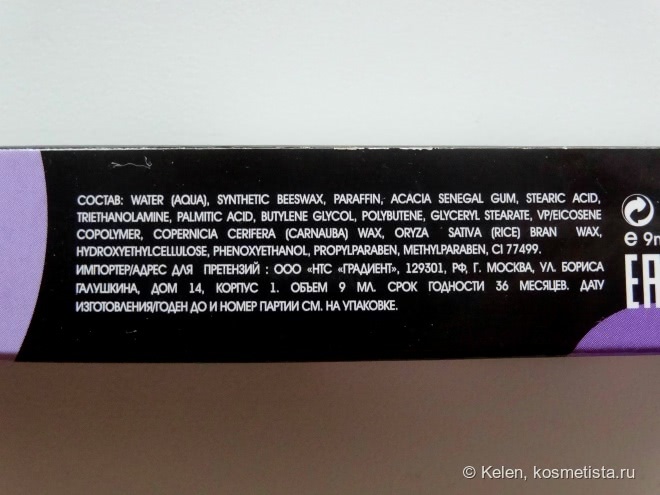 СОСТАВ: WATER (AQUA), SYNTHETIC BEESWAX, PARAFFIN, ACACIA SENEGAL GUM, STEARIC ACID,
TRIETHANOLAMINE, PALMITIC ACID, BUTYLENE GLYCOL, POLYBUTENE, GLYCERYL STEARATE, VP/EICOSENE
COPOLYMER, COPERNICIA CERIFERA (CARNAUBA) WAX, ORYZA SATIVA (RICE) BRAN WAX,
HYDROXYETHYLCELLULOSE, PHENOXYETHANOL, PROPYLPARABEN, METHYLPARABEN, CI 77499.
ИМПОРТЕР/АДРЕС ДЛЯ ПРЕТЕНЗИЙ : ООО «НТС «ГРАДИЕНТ», 129301, РФ, Г. МОСКВА, УЛ. БОРИСА
ГАЛУШКИНА, ДОМ 14, КОРПУС 1. ОБЪЕМ 9 МЛ. СРОК ГОДНОСТИ 36 МЕСЯЦЕВ. ДАТУ
ИЗГОТОВЛЕНИЯ/ГОДЕН ДО И НОМЕР ПАРТИИ СМ. НА УПАКОВКЕ.
e 9m
EA
© Kelen, kosmetista.ru